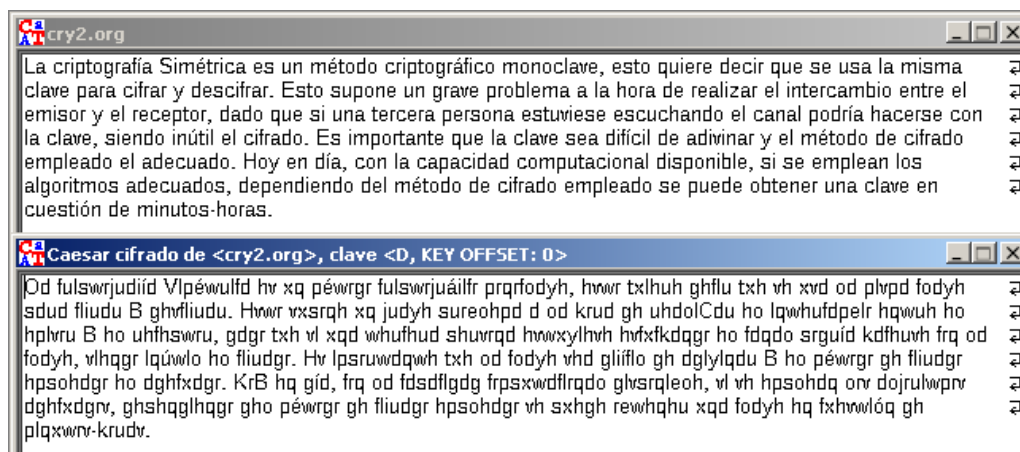 cry2.org
La criptografía Simétrica es un método criptográfico monoclave, esto quiere decir que se usa la misma
clave para cifrar y descifrar. Esto supone un grave problema a la hora de realizar el intercambio entre el
emisor y el receptor, dado que si una tercera persona estuviese escuchando el canal podría hacerse con
la clave, siendo inútil el cifrado. Es importante que la clave sea difícil de adivinar y el método de cifrado
empleado el adecuado. Hoy en día, con la capacidad computacional disponible, si se emplean los
algoritmos adecuados, dependiendo del método de cifrado empleado se puede obtener una clave en
cuestión de minutos-horas.
Caesar cifrado de <cry2.org>, clave <D, KEY OFFSET: 0>
Od fulswrjudiíd Vlpéwulfd hv xq péwrgr fulswrjuáilfr prqrfodyh, hvwr txlhuh ghflu txh vh xvd od plvpd fodyh
sdud fliudu B ghvfliudu. Hvwr vxsrqh xq judyh sureohpd d od krud gh uhdolCdu ho lqwhufdpelr hqwuh ho
hplvru B ho uhfhswru, gdgr txh vl xqd whufhud shuvrqd hvwxylhvh hvfxfkdqgr ho fdqdo srguíd kdfhuvh frq od
fodyh, vlhqgr lqúwlo ho fliudgr. Hv lpsruwdqwh txh od fodyh vhd gliíflo gh dglylqdu B ho péwrgr gh fliudgr
hpsohdgr ho dghfxdgr. KrB hq gíd, frq od fdsdflgdg frpsxwdflrqdo glvsrqleoh, vl vh hpsohdq orv dojrulwprv
dghfxdgrv, ghshqglhqgr gho péwrgr gh fliudgr hpsohdgr vh sxhgh rewhqhu xqd fodyh hq fxhvwlóq gh
plqxwrv-krudv.